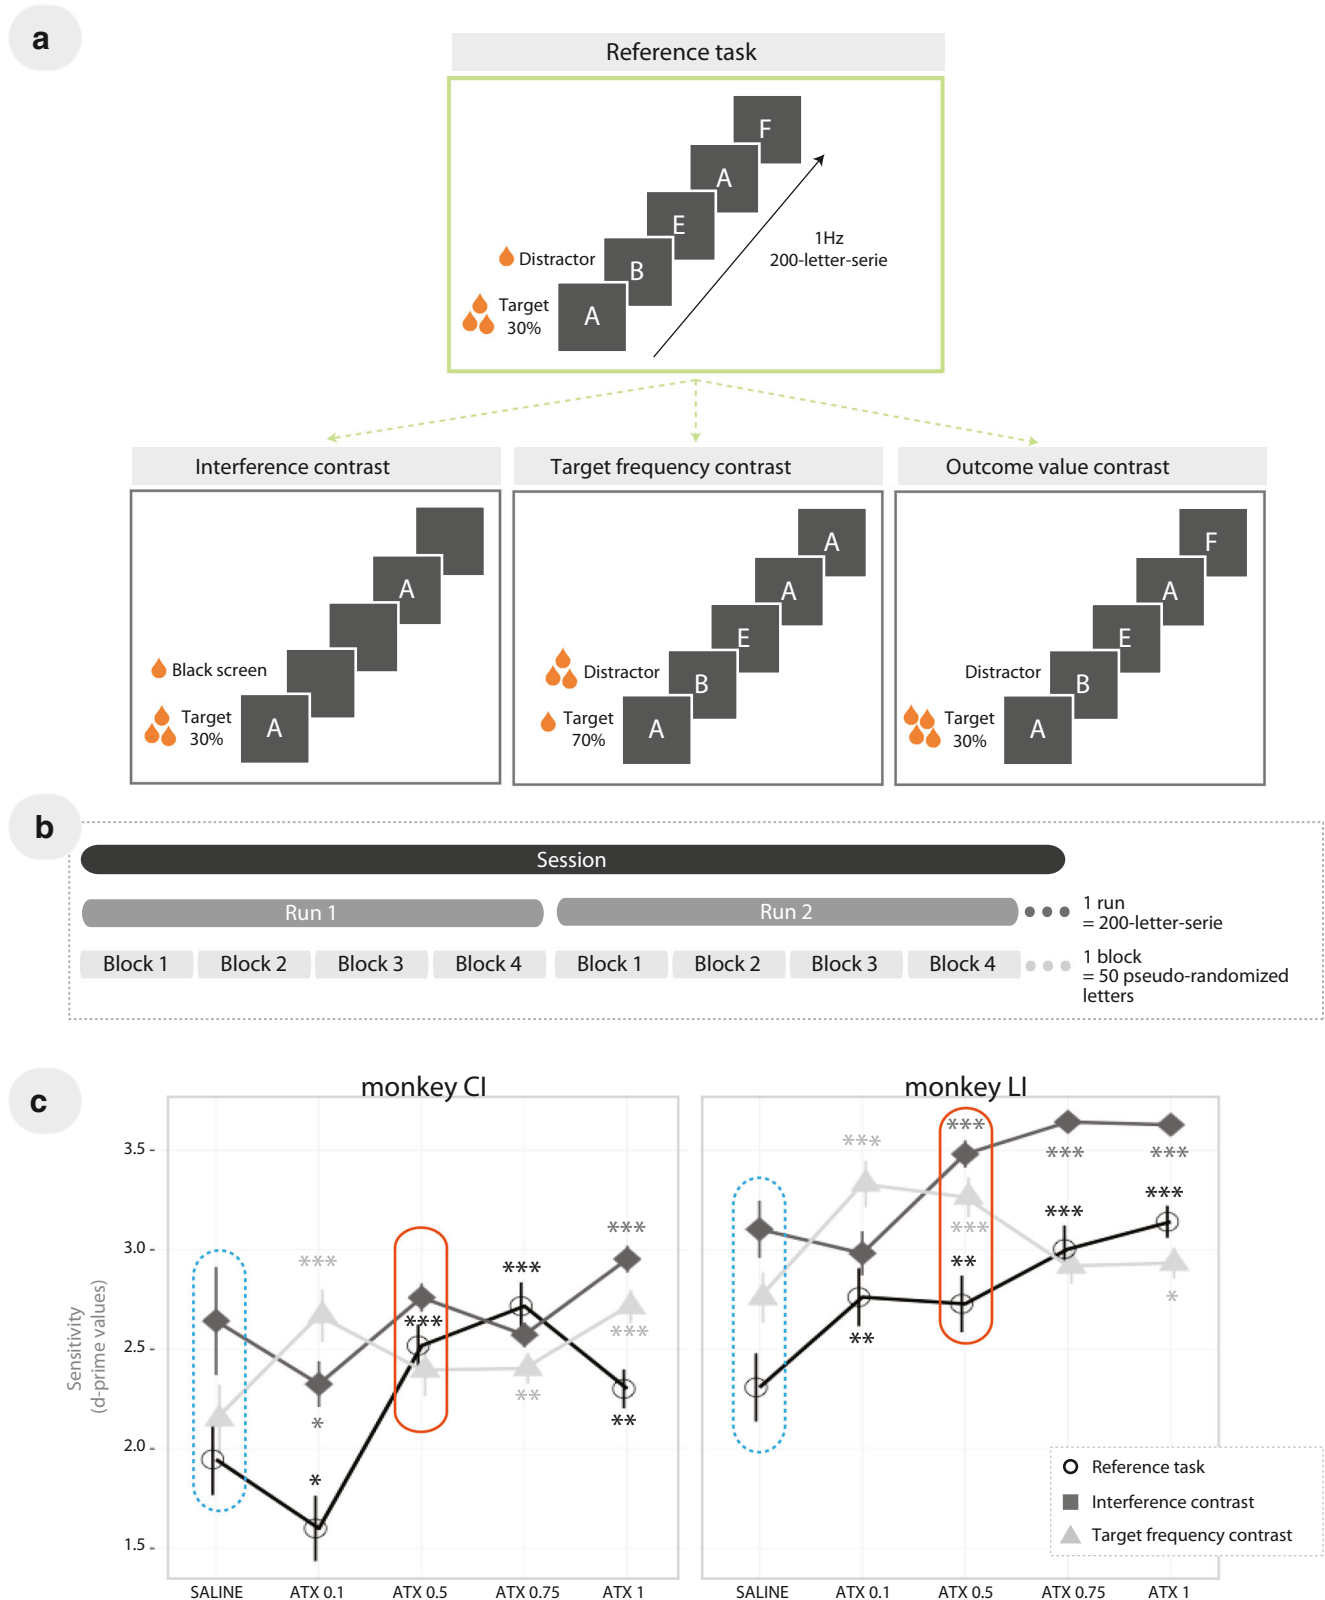 a
Reference task
F
A
E
B
A
Distractor
Target
30%
1Hz
200-letter-serie
Interference contrast
A
A
Black screen
Target
30%
Target frequency contrast
A
A
E
B
A
Distractor
Target
70%
Outcome value contrast
F
A
E
B
A
Distractor
Target
30%
b
Session
Run 1
Run 2
1 run
= 200-letter-serie
Block 1
Block 2
Block 3
Block 4
Block 1
Block 2
Block 3
Block 4
1 block
= 50 pseudo-randomized
letters
c
monkey CI
monkey LI
Sensitivity
(d-prime values)
3.5
3.0
2.5
2.0
1.5
***
*
*
***
***
**
***
***
**
***
**
***
***
**
***
***
***
***
*
SALINE
ATX 0.1
ATX 0.5
ATX 0.75
ATX 1
SALINE
ATX 0.1
ATX 0.5
ATX 0.75
ATX 1
Reference task
Interference contrast
Target frequency contrast